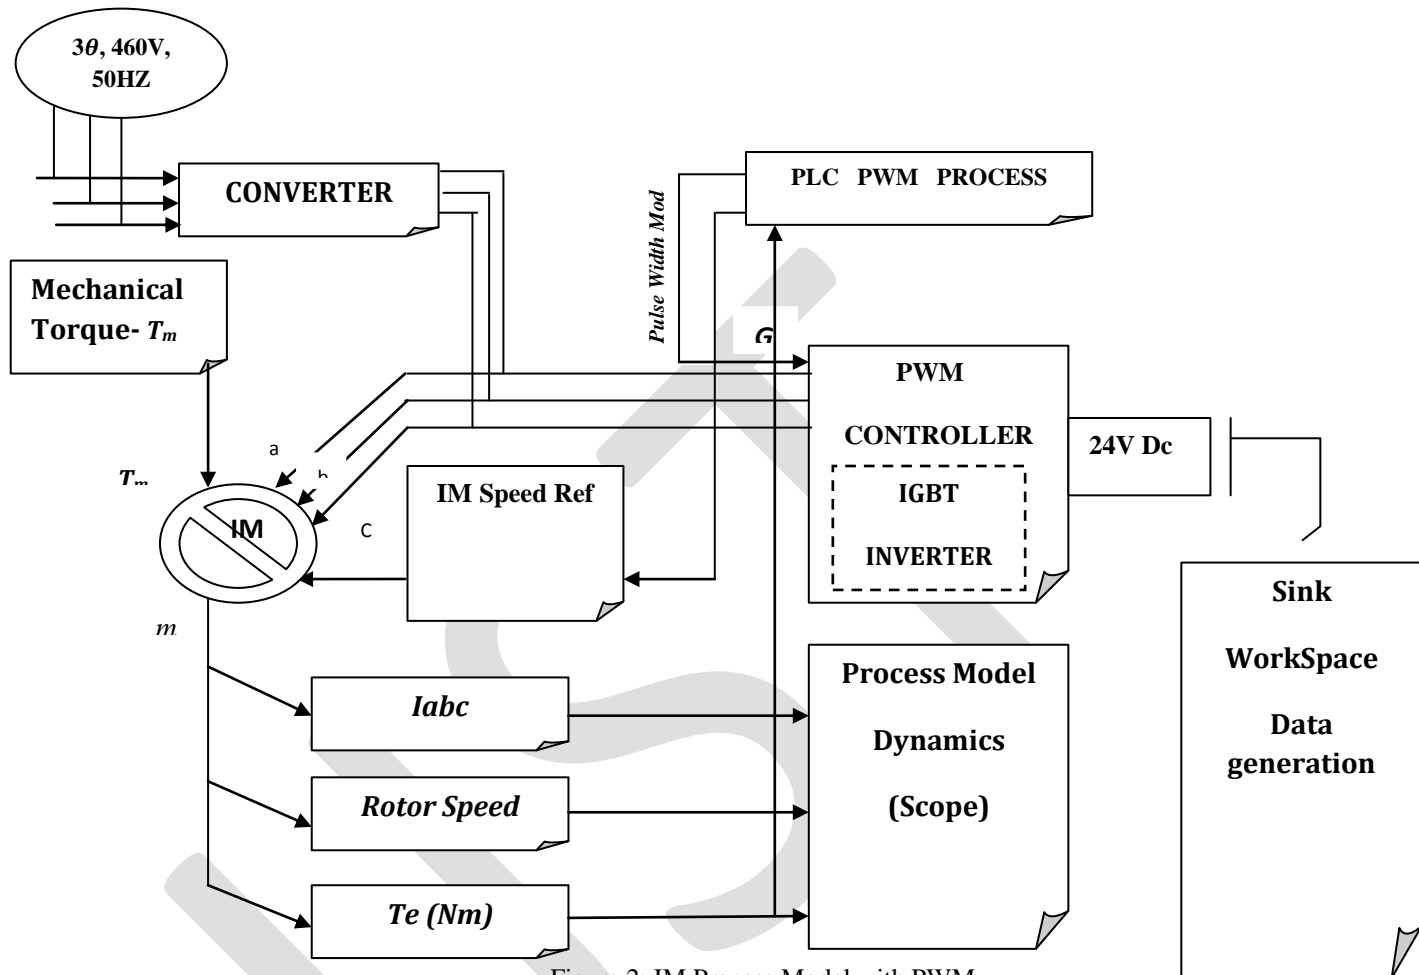 3θ, 460V,
50HZ
CONVERTER
PLC PWM PROCESS
Pulse Width Mod
Mechanical
Torque- Tm
G
PWM
CONTROLLER
IGBT
INVERTER
24V Dc
a
b
C
Tm
IM
IM Speed Ref
m
Iabc
Rotor Speed
Te (Nm)
Process Model
Dynamics
(Scope)
Sink
WorkSpace
Data
generation
Figure 2. IM Process Model with PWM